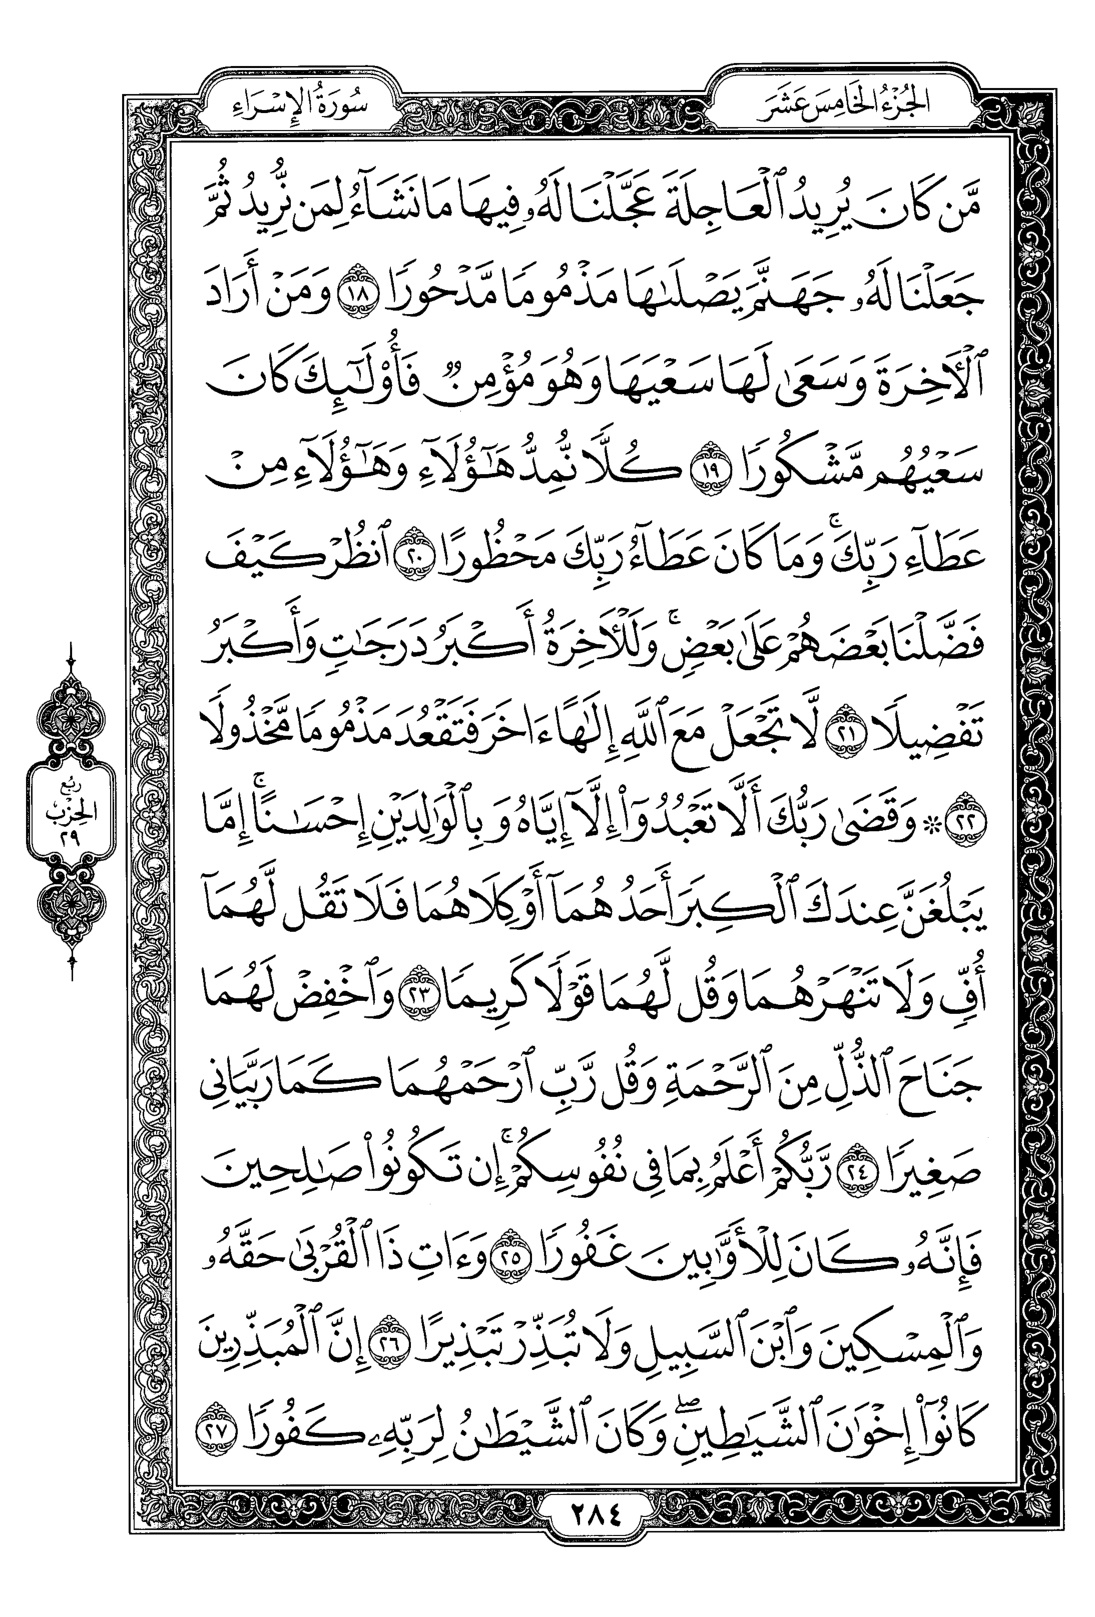 الجُزْءُ الخَامِسَ عَشَرَ
سُورَةُ الإِسْرَاءِ
مَّن كَانَ يُرِيدُ ٱلْعَاجِلَةَ عَجَّلْنَا لَهُۥ فِيهَا مَا نَشَآءُ لِمَن نُّرِيدُ ثُمَّ
جَعَلْنَا لَهُۥ جَهَنَّمَ يَصْلَىٰهَا مَذْمُومًا مَّدْحُورًا ١٨ وَمَنْ أَرَادَ
ٱلْأَخِرَةَ وَسَعَىٰ لَهَا سَعْيَهَا وَهُوَ مُؤْمِنٌ فَأُوْلَٰٓئِكَ كَانَ
سَعْيُهُم مَّشْكُورًا ١٩ كُلًّا نُّمِدُّ هَٰٓؤُلَآءِ وَهَٰٓؤُلَآءِ مِنْ
عَطَآءِ رَبِّكَۚ وَمَا كَانَ عَطَآءُ رَبِّكَ مَحْظُورًا ٢٠ ٱنظُرْ كَيْفَ
فَضَّلْنَا بَعْضَهُمْ عَلَىٰ بَعْضٍۚ وَلَلْأَخِرَةُ أَكْبَرُ دَرَجَٰتٍ وَأَكْبَرُ
تَفْضِيلًا ٢١ لَّا تَجْعَلْ مَعَ ٱللَّهِ إِلَٰهًا ءَاخَرَ فَتَقْعُدَ مَذْمُومًا مَّخْذُولًا
٢٢ ۞ وَقَضَىٰ رَبُّكَ أَلَّا تَعْبُدُوٓاْ إِلَّآ إِيَّاهُ وَبِٱلْوَٰلِدَيْنِ إِحْسَٰنًاۚ إِمَّا
يَبْلُغَنَّ عِندَكَ ٱلْكِبَرَ أَحَدُهُمَآ أَوْ كِلَاهُمَا فَلَا تَقُل لَّهُمَآ
أُفٍّ وَلَا تَنْهَرْهُمَا وَقُل لَّهُمَا قَوْلًا كَرِيمًا ٢٣ وَٱخْفِضْ لَهُمَا
جَنَاحَ ٱلذُّلِّ مِنَ ٱلرَّحْمَةِ وَقُل رَّبِّ ٱرْحَمْهُمَا كَمَا رَبَّيَانِي
صَغِيرًا ٢٤ رَّبُّكُمْ أَعْلَمُ بِمَا فِي نُفُوسِكُمْۚ إِن تَكُونُواْ صَٰلِحِينَ
فَإِنَّهُۥ كَانَ لِلْأَوَّٰبِينَ غَفُورًا ٢٥ وَءَاتِ ذَا ٱلْقُرْبَىٰ حَقَّهُۥ
وَٱلْمِسْكِينَ وَٱبْنَ ٱلسَّبِيلِ وَلَا تُبَذِّرْ تَبْذِيرًا ٢٦ إِنَّ ٱلْمُبَذِّرِينَ
كَانُوٓاْ إِخْوَٰنَ ٱلشَّيَٰطِينِۖ وَكَانَ ٱلشَّيْطَٰنُ لِرَبِّهِۦ كَفُورًا ٢٧
رُبْعُ
الحِزْبِ
٢٩
٢٨٤